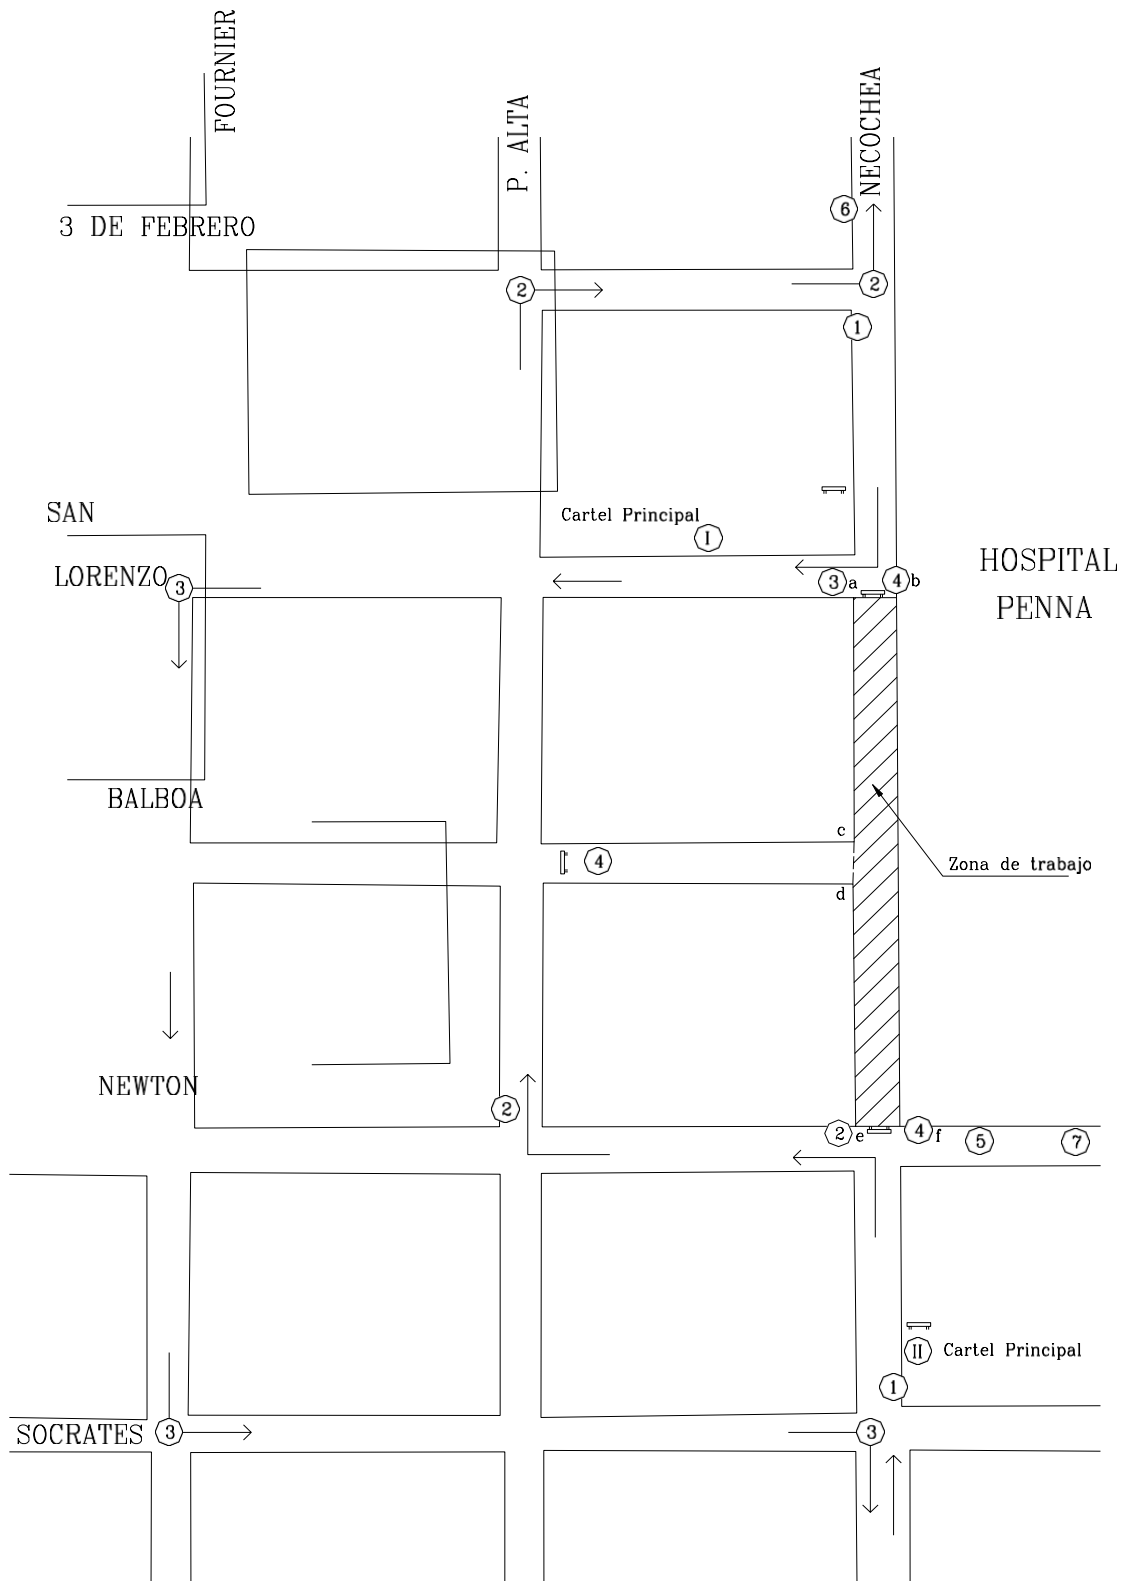 FOURNIER
P. ALTA
NECOCHEA
6
3 DE FEBRERO
2
2
1
SAN
Cartel Principal
I
HOSPITAL
LORENZO
3
3 a
4 b
PENNA
BALBOA
c
4
Zona de trabajo
d
NEWTON
2
2 e
4 f
5
7
II
Cartel Principal
1
SOCRATES
3
3